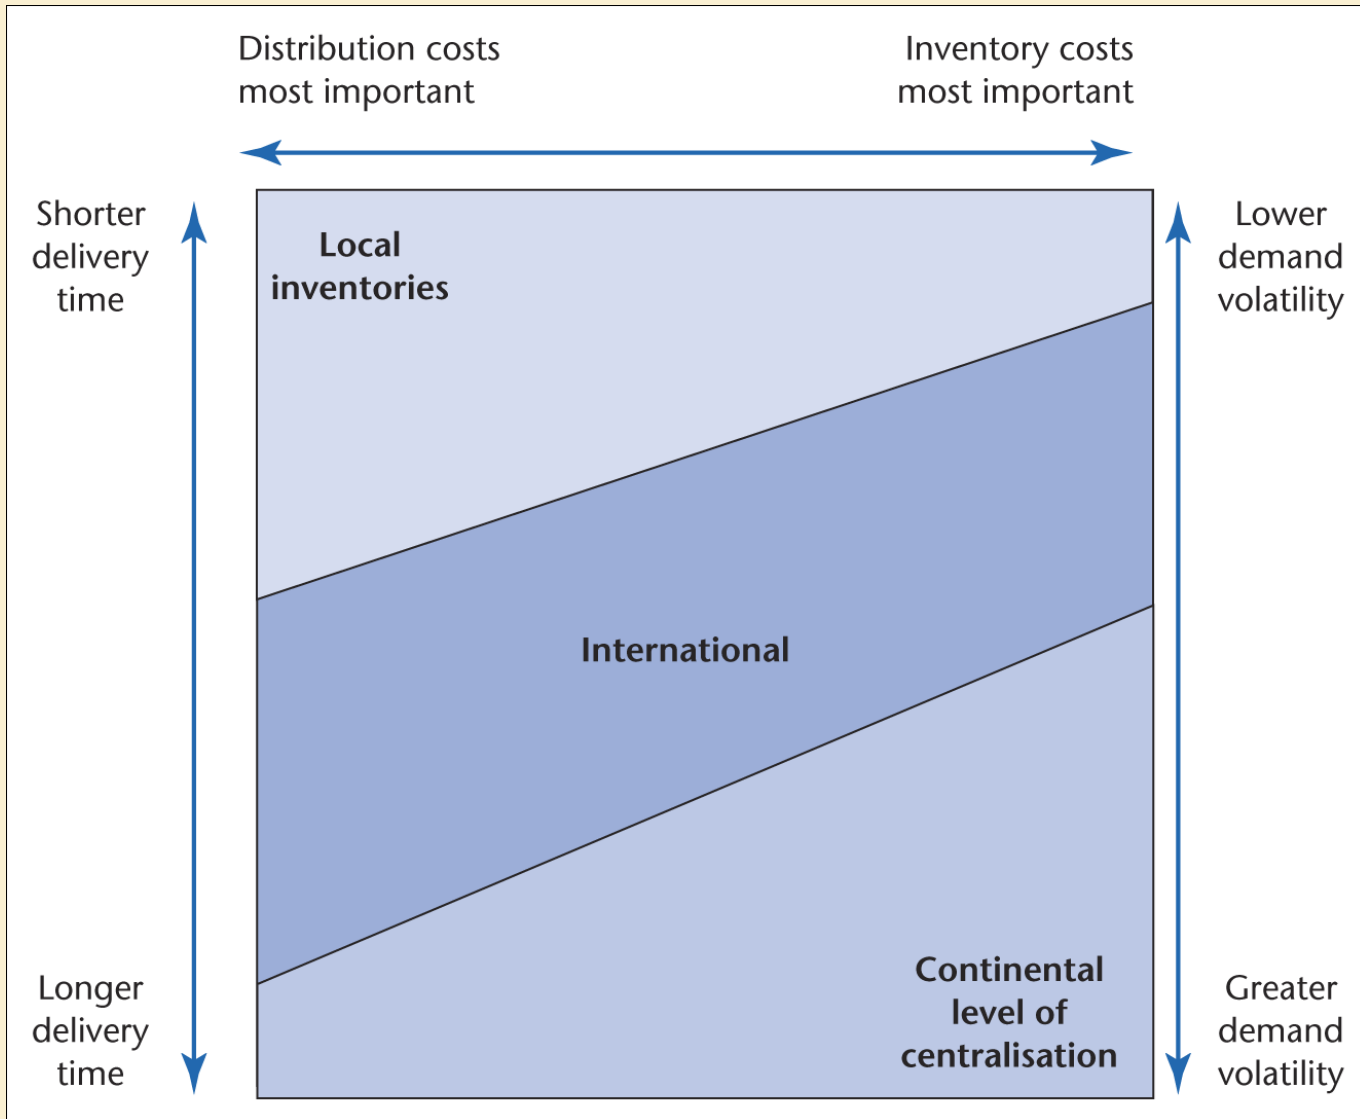 Distribution costs
most important
Inventory costs
most important
Shorter
delivery
time
Local
inventories
Lower
demand
volatility
International
Longer
delivery
time
Continental
level of
centralisation
Greater
demand
volatility